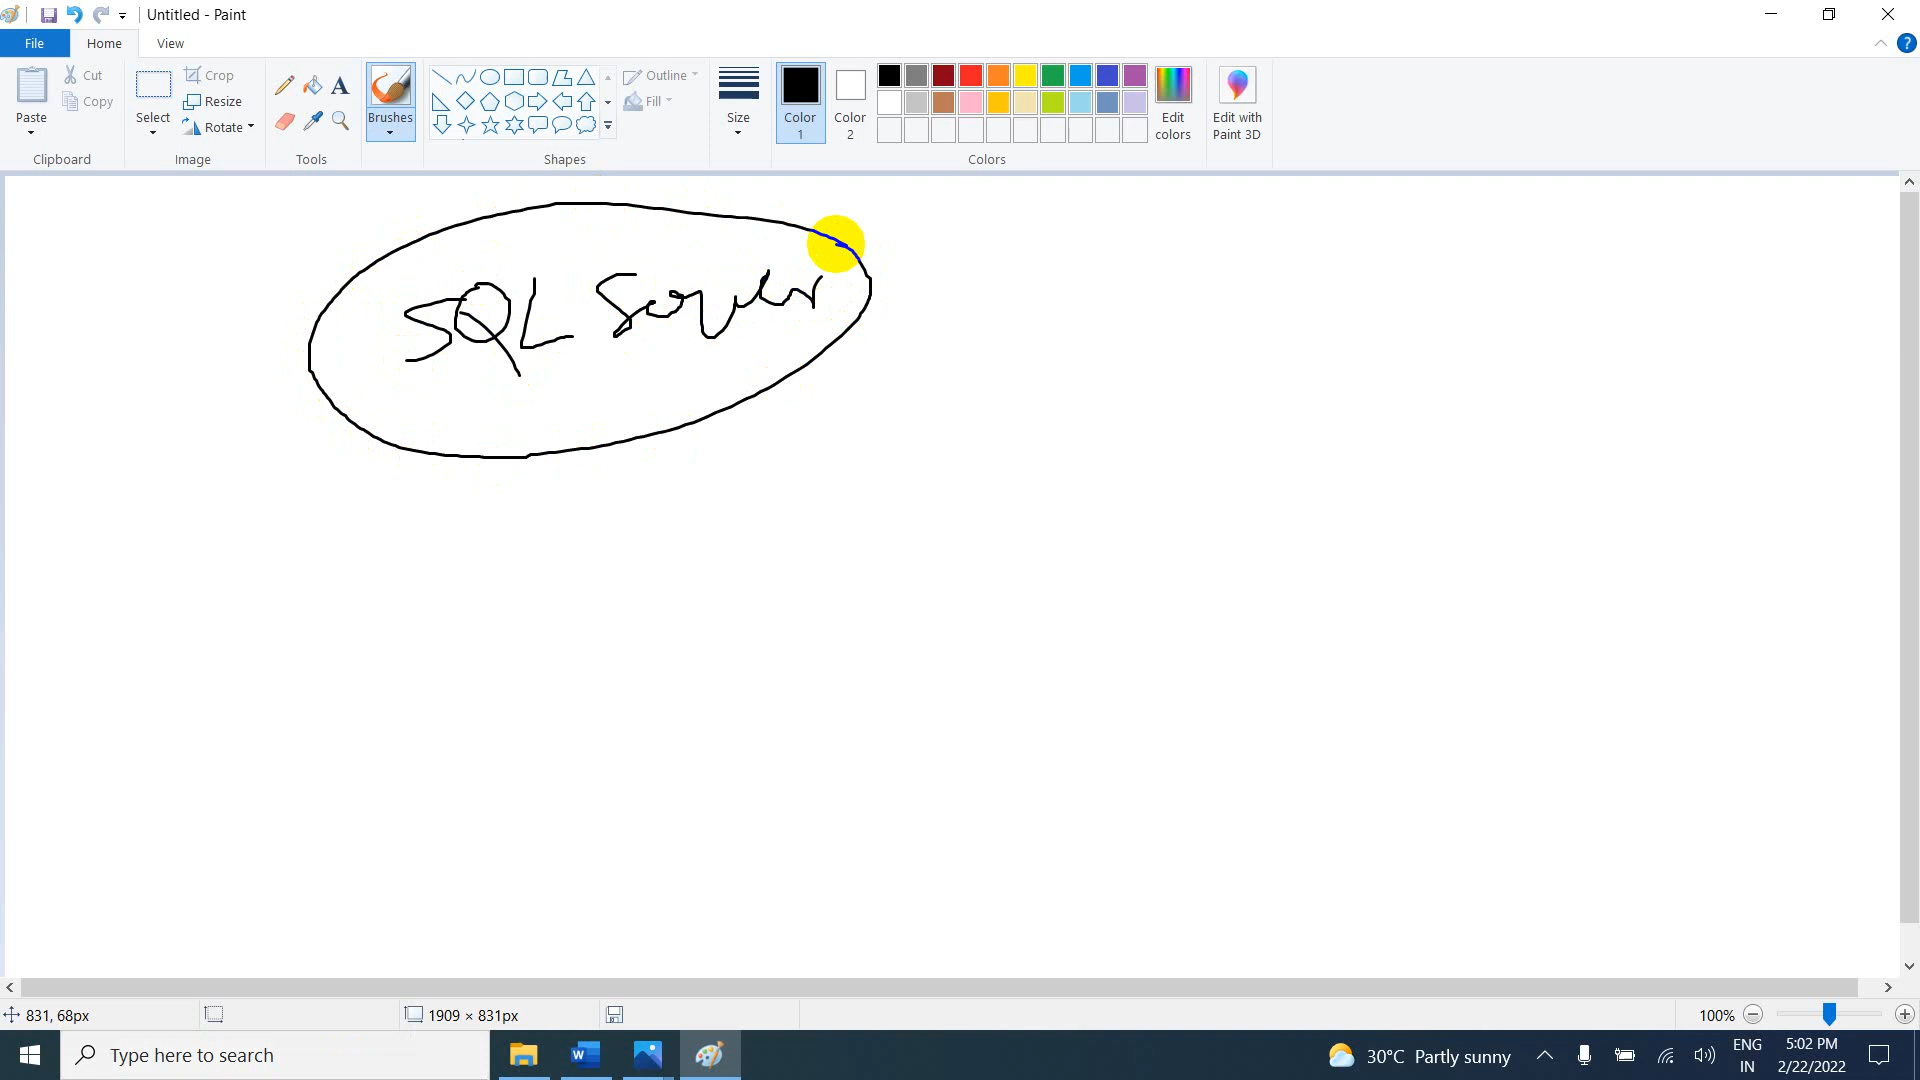 Untitled - Paint
File Home View
Paste
Cut
Copy
Clipboard
Select
Crop
Resize
Rotate
Image
Tools
Brushes
Shapes
Outline
Fill
Size
Color 1
Color 2
Colors
Edit colors
Edit with Paint 3D
SQL Server
831, 68px
1909 × 831px
100%
Type here to search
30°C Partly sunny
ENG
IN
5:02 PM
2/22/2022